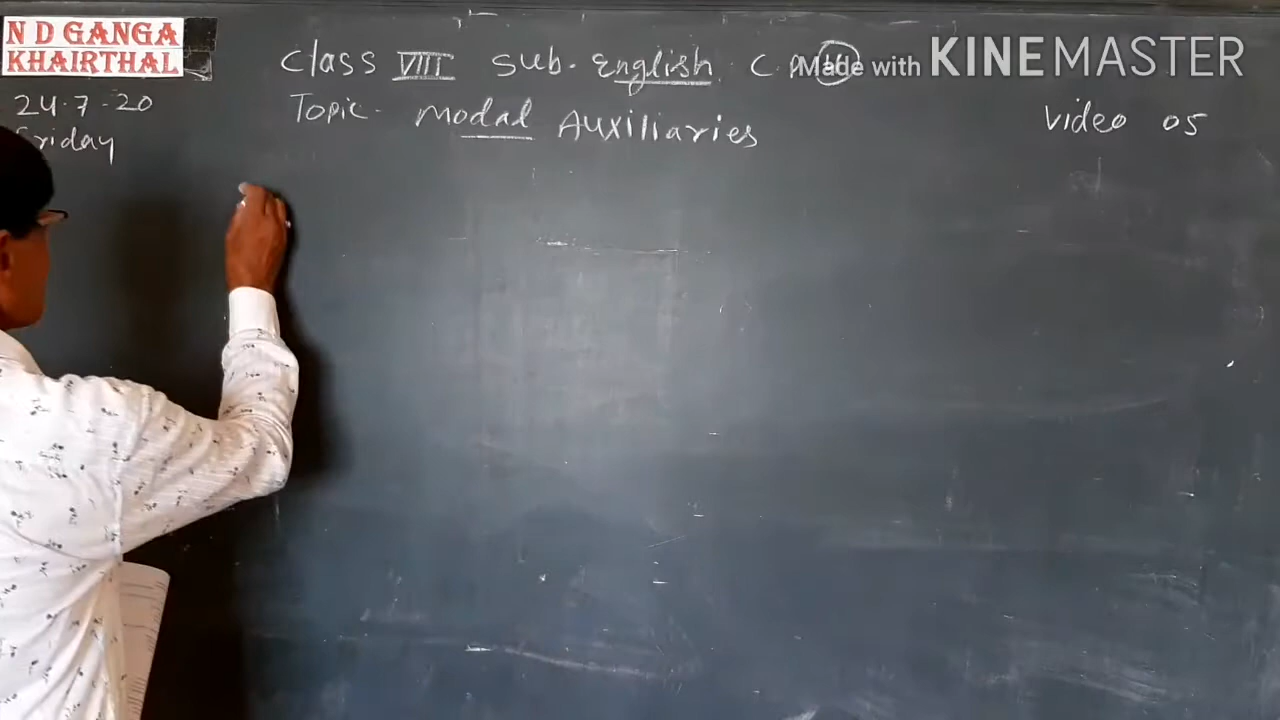 N D GANGA
KHAIRTHAL
Class VIII Sub. English
Made with KINEMASTER
24.7.20
Friday
Topic - Modal Auxiliaries
Video 05